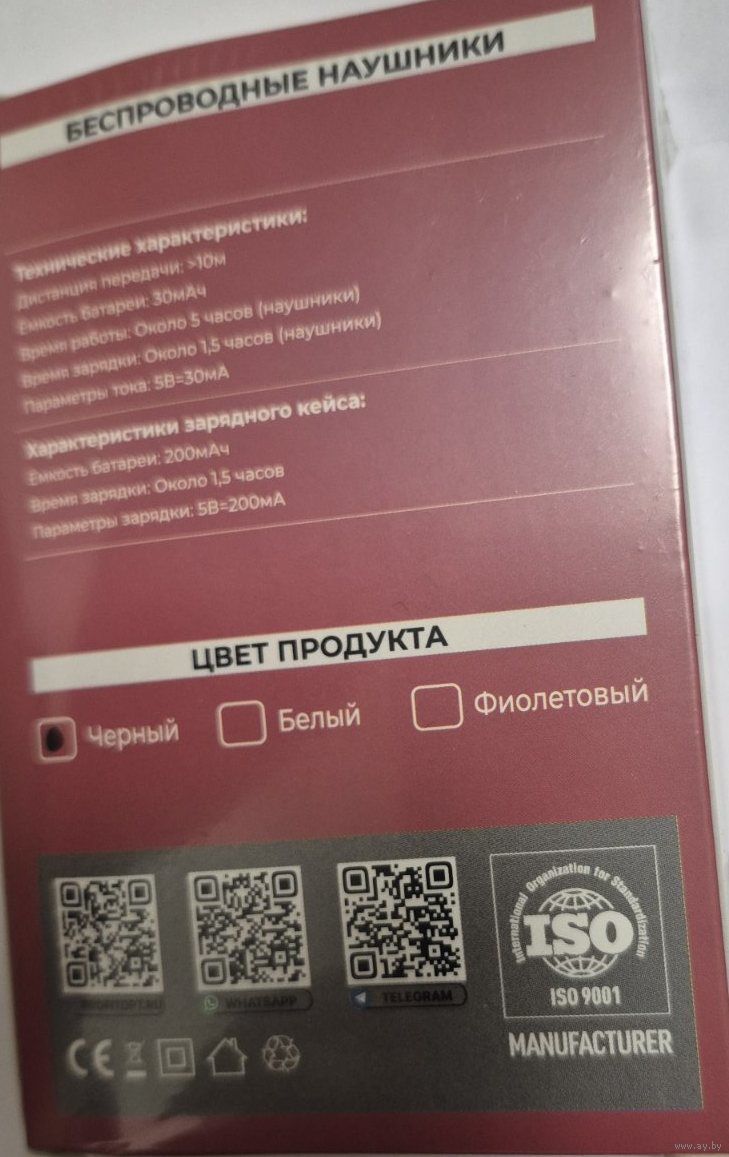 БЕСПРОВОДНЫЕ НАУШНИКИ
Технические характеристики:
Дистанция передачи: >10м
Емкость батареи: 30мАч
Время работы: Около 5 часов (наушники)
Время зарядки: Около 1,5 часов (наушники)
Параметры тока: 5В=30мА
Характеристики зарядного кейса:
Емкость батареи: 200мАч
Время зарядки: Около 1,5 часов
Параметры зарядки: 5В=200мА
ЦВЕТ ПРОДУКТА
Черный Белый Фиолетовый
WHATSAPP TELEGRAM
International Organization for Standardization
ISO
ISO 9001
CE
MANUFACTURER
www.ay.by